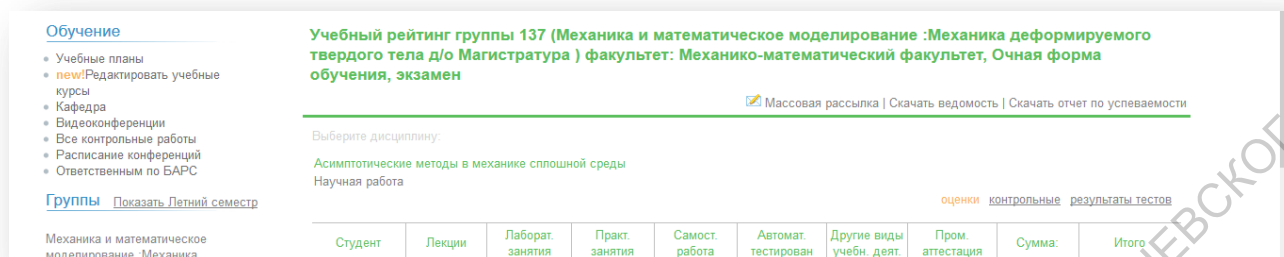 Обучение
Учебные планы
new!Редактировать учебные
курсы
Кафедра
Видеоконференции
Все контрольные работы
Расписание конференций
Ответственным по БАРС
Группы Показать Летний семестр
Механика и математическое
моделирование :Механика
Учебный рейтинг группы 137 (Механика и математическое моделирование :Механика деформируемого
твердого тела д/о Магистратура ) факультет: Механико-математический факультет, Очная форма
обучения, экзамен
Массовая рассылка | Скачать ведомость | Скачать отчет по успеваемости
Выберите дисциплину:
Асимптотические методы в механике сплошной среды
Научная работа
оценки контрольные результаты тестов
Студент
Лекции
Лаборат.
занятия
Практ.
занятия
Самост.
работа
Автомат.
тестирован
Другие виды
учебн. деят.
Пром.
аттестация
Сумма:
Итого